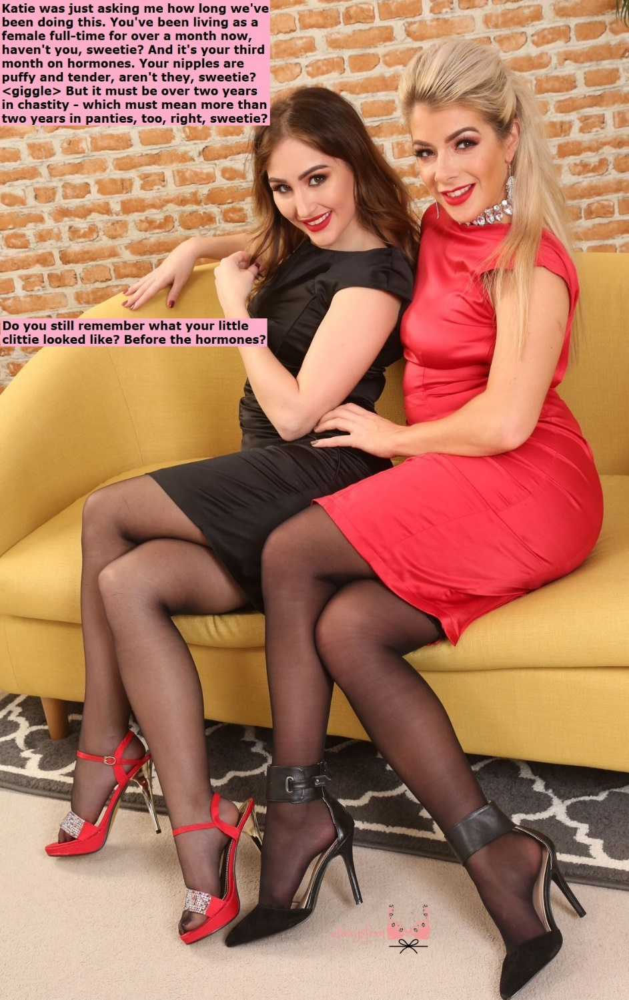 Katie was just asking me how long we've
been doing this. You've been living as a
female full-time for over a month now,
haven't you, sweetie? And it's your third
month on hormones. Your nipples are
puffy and tender, aren't they, sweetie?
<giggle> But it must be over two years
in chastity - which must mean more than
two years in panties, too, right, sweetie?
Do you still remember what your little
clittie looked like? Before the hormones?